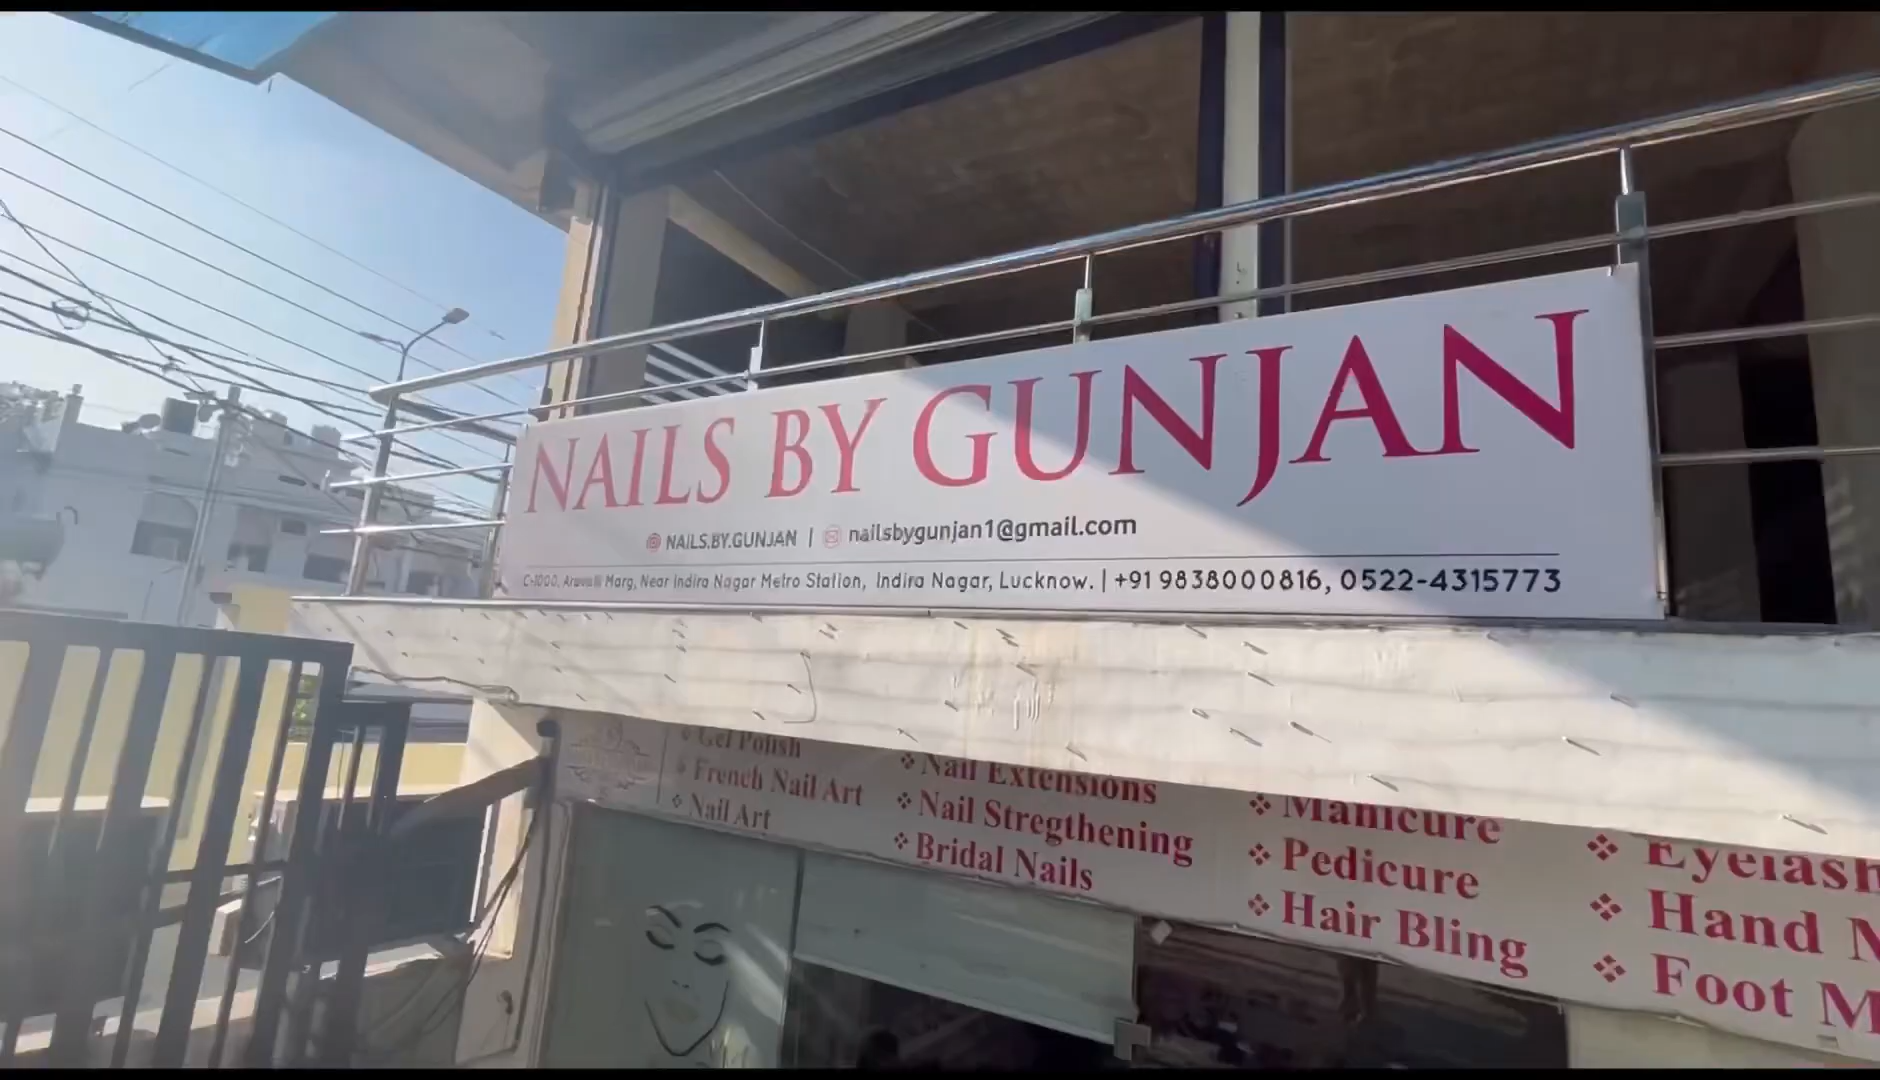 NAILS BY GUNJAN
NAILS.BY.GUNJAN | nailsbygunjan1@gmail.com
C-1000, Aravalli Marg, Near Indira Nagar Metro Station, Indira Nagar, Lucknow. | +91 9838000816, 0522-4315773
Gel Polish
French Nail Art
Nail Art
Nail Extensions
Nail Stregthening
Bridal Nails
Manicure
Pedicure
Hair Bling
Eyelash
Hand
Foot